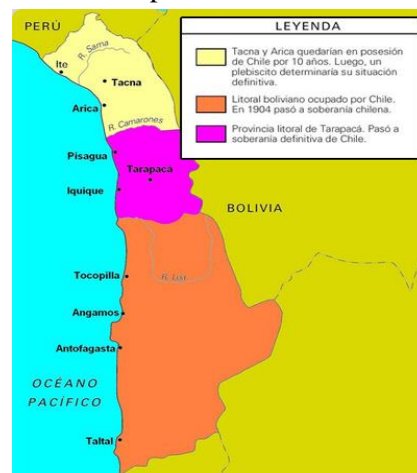 PERÚ
LEYENDA
Tacna y Arica quedarían en posesión
de Chile por 10 años. Luego, un
plebiscito determinaría su situación
definitiva.
Litoral boliviano ocupado por Chile.
En 1904 pasó a soberanía chilena.
Provincia litoral de Tarapacá. Pasó a
soberanía definitiva de Chile.
R. Sama
Ite
Tacna
Arica
R. Camarones
Pisagua
Tarapacá
Iquique
BOLIVIA
Tocopilla
R. Loa
Angamos
Antofagasta
OCÉANO
PACÍFICO
Taltal